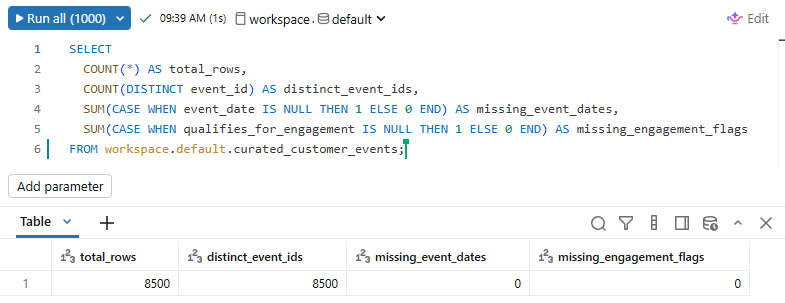 Run all (1000) 09:39 AM (1s) workspace. default Edit
1 SELECT
2 COUNT(*) AS total_rows,
3 COUNT(DISTINCT event_id) AS distinct_event_ids,
4 SUM(CASE WHEN event_date IS NULL THEN 1 ELSE 0 END) AS missing_event_dates,
5 SUM(CASE WHEN qualifies_for_engagement IS NULL THEN 1 ELSE 0 END) AS missing_engagement_flags
6 FROM workspace.default.curated_customer_events;
Add parameter
Table +
123 total_rows 123 distinct_event_ids 123 missing_event_dates 123 missing_engagement_flags
1 8500 8500 0 0